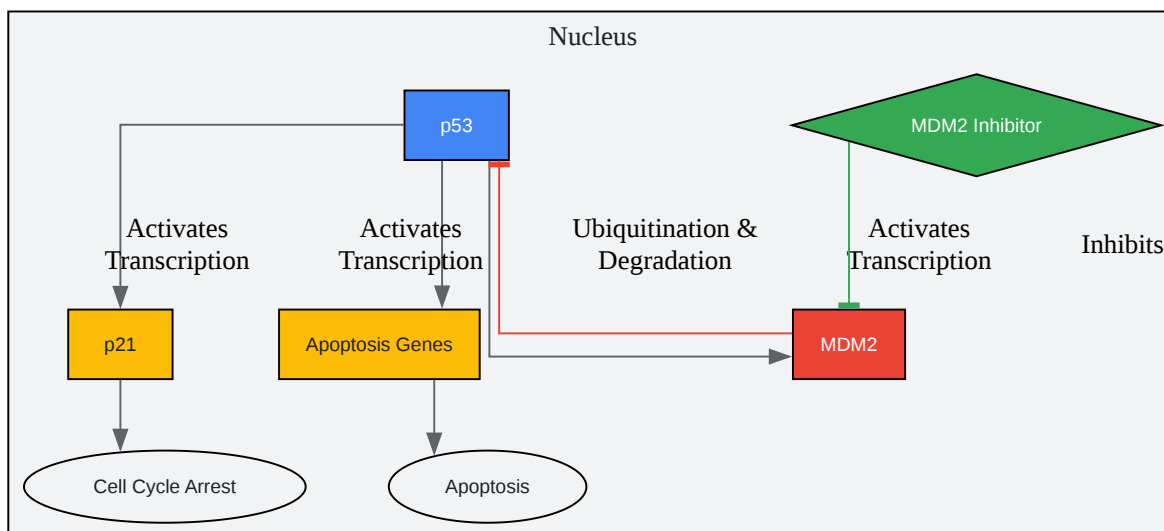 Nucleus
p53
MDM2 Inhibitor
Activates
Transcription
Activates
Transcription
Ubiquitination &
Degradation
Activates
Transcription
Inhibits
p21
Apoptosis Genes
MDM2
Cell Cycle Arrest
Apoptosis